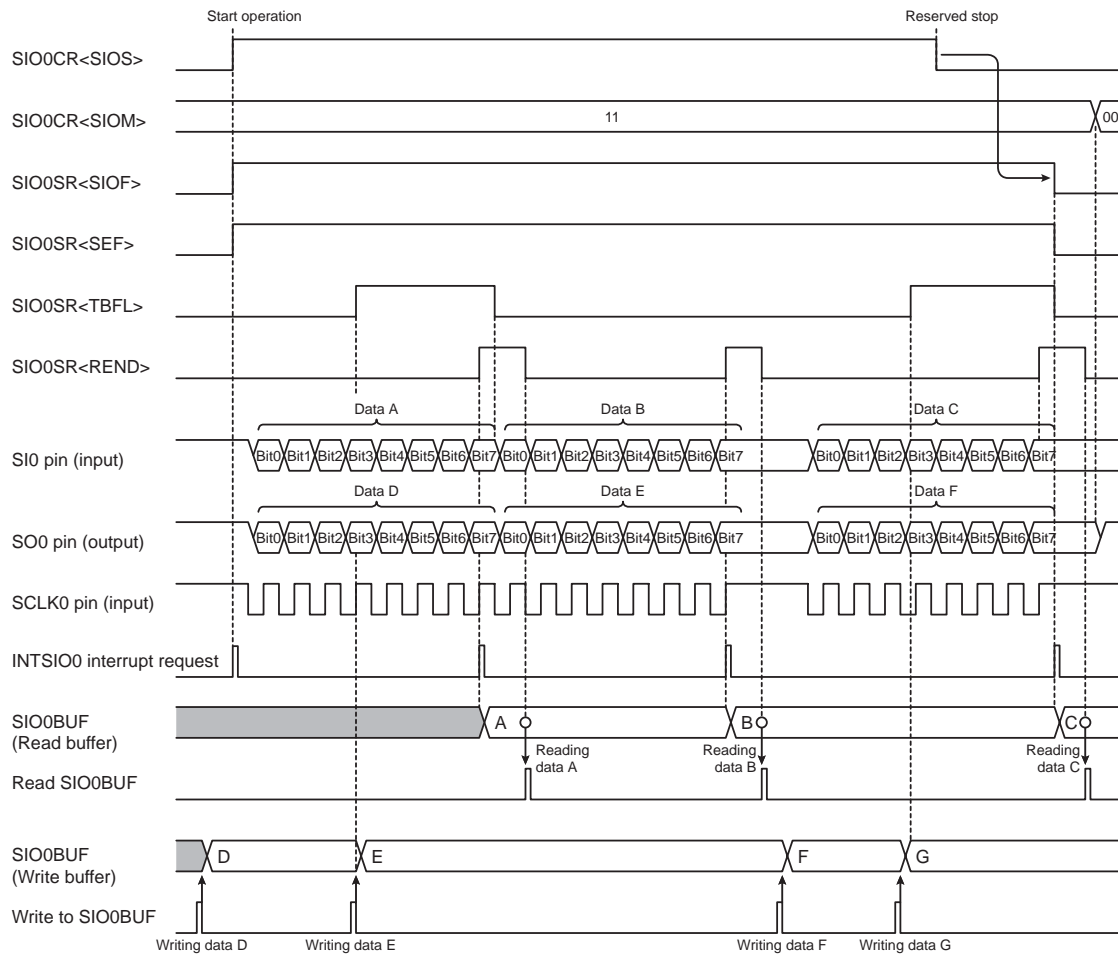 Start operation
Reserved stop
SIO0CR<SIOS>
SIO0CR<SIOM>
11
00
SIO0SR<SIOF>
SIO0SR<SEF>
SIO0SR<TBFL>
SIO0SR<REND>
Data A
Data B
Data C
SI0 pin (input)
Bit0 Bit1 Bit2 Bit3 Bit4 Bit5 Bit6 Bit7 Bit0 Bit1 Bit2 Bit3 Bit4 Bit5 Bit6 Bit7 Bit0 Bit1 Bit2 Bit3 Bit4 Bit5 Bit6 Bit7
Data D
Data E
Data F
SO0 pin (output)
Bit0 Bit1 Bit2 Bit3 Bit4 Bit5 Bit6 Bit7 Bit0 Bit1 Bit2 Bit3 Bit4 Bit5 Bit6 Bit7 Bit0 Bit1 Bit2 Bit3 Bit4 Bit5 Bit6 Bit7
SCLK0 pin (input)
INTSIO0 interrupt request
SIO0BUF
(Read buffer)
A
B
C
Reading
data A
Reading
data B
Reading
data C
Read SIO0BUF
SIO0BUF
(Write buffer)
D
E
F
G
Write to SIO0BUF
Writing data D
Writing data E
Writing data F
Writing data G